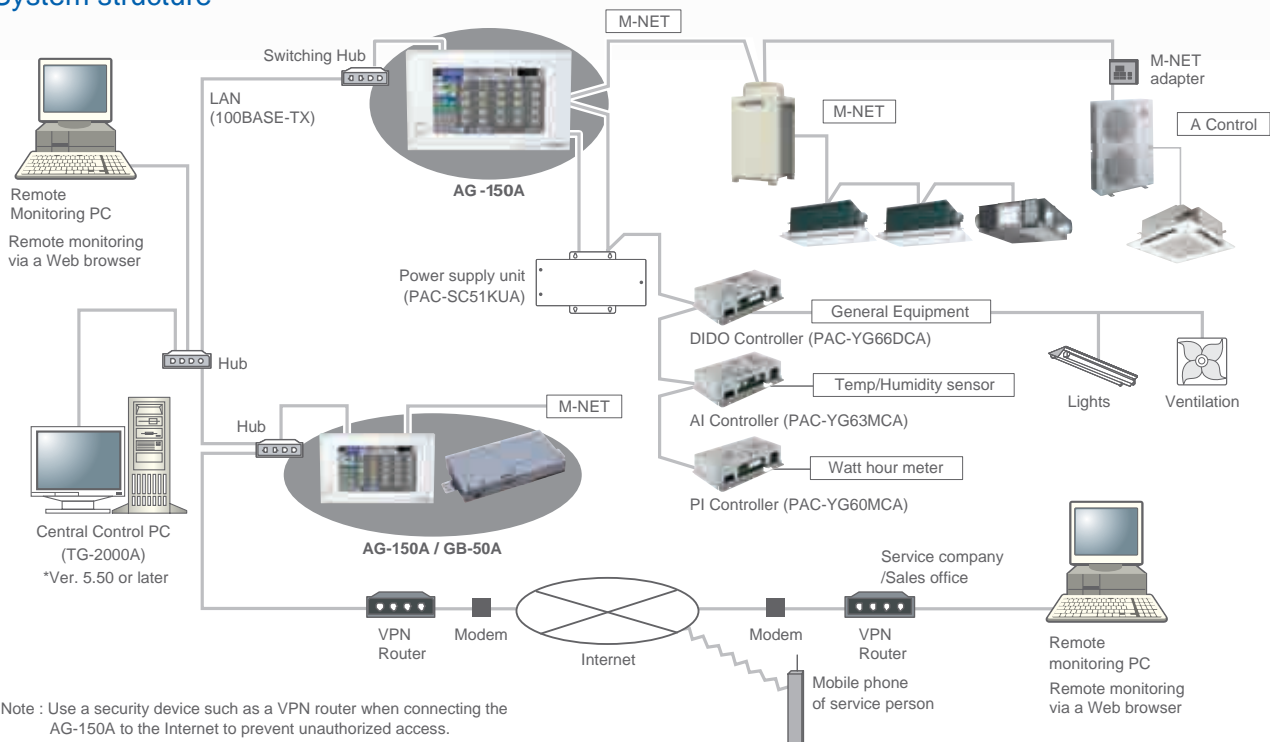 System structure
M-NET
Switching Hub
M-NET
adapter
LAN
(100BASE-TX)
M-NET
A Control
AG-150A
Remote
Monitoring PC
Remote monitoring
via a Web browser
Power supply unit
(PAC-SC51KUA)
General Equipment
DIDO Controller (PAC-YG66DCA)
Hub
Temp/Humidity sensor
Lights
Ventilation
AI Controller (PAC-YG63MCA)
Hub
M-NET
Watt hour meter
PI Controller (PAC-YG60MCA)
Central Control PC
(TG-2000A)
*Ver. 5.50 or later
AG-150A / GB-50A
Service company
/Sales office
VPN
Router
Modem
Internet
Modem
VPN
Router
Remote
monitoring PC
Remote monitoring
via a Web browser
Mobile phone
of service person
Note : Use a security device such as a VPN router when connecting the
AG-150A to the Internet to prevent unauthorized access.